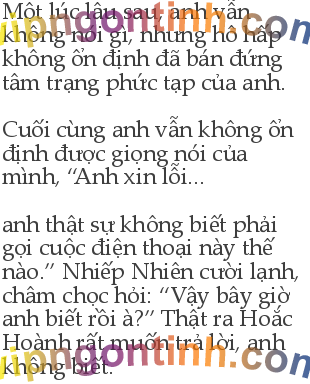 Một lúc lâu sau, anh vẫn
không nói gì, nhưng hô hấp
không ổn định đã bán đứng
tâm trạng phức tạp của anh.
Cuối cùng anh vẫn không ổn
định được giọng nói của
mình, “Anh xin lỗi...
anh thật sự không biết phải
gọi cuộc điện thoại này thế
nào.” Nhiếp Nhiên cười lạnh,
châm chọc hỏi: “Vậy bây giờ
anh biết rồi à?” Thật ra Hoắc
Hoành rất muốn trả lời, anh
không biết.
vipngontinh.com
vipngontinh.com